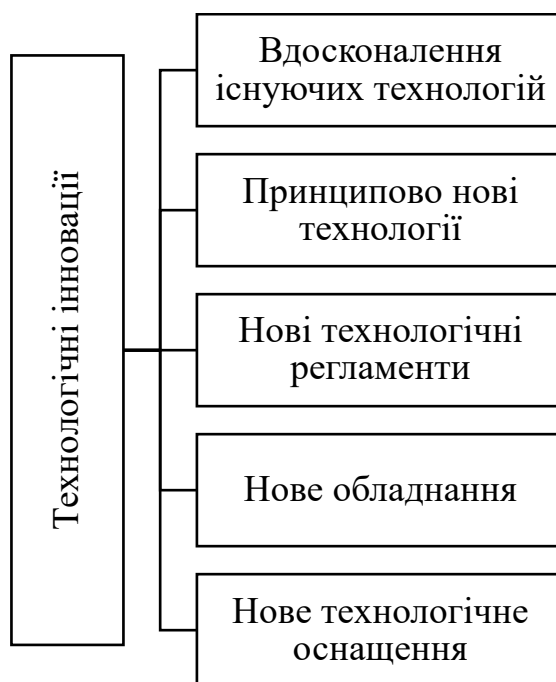 Технологічні інновації
Вдосконалення
існуючих технологій
Принципово нові
технології
Нові технологічні
регламенти
Нове обладнання
Нове технологічне
оснащення